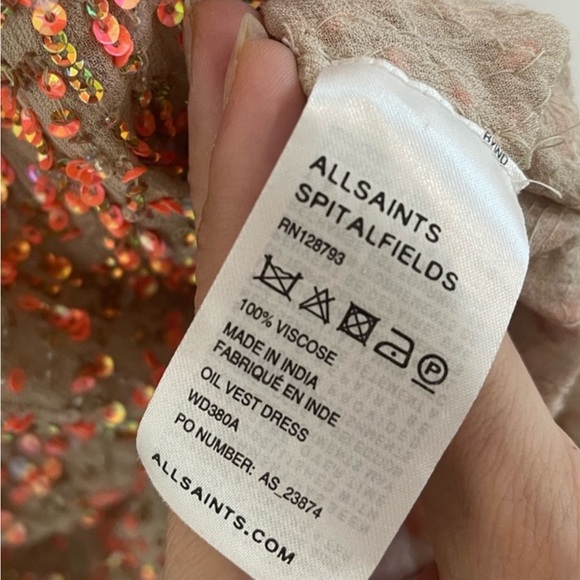 HYND
ALLSAINTS
SPITALFIELDS
RN128793
P
100% VISCOSE
MADE IN INDIA
FABRIQUÉ EN INDE
OIL VEST DRESS
WD380A
PO NUMBER: AS_23874
ALLSAINTS.COM